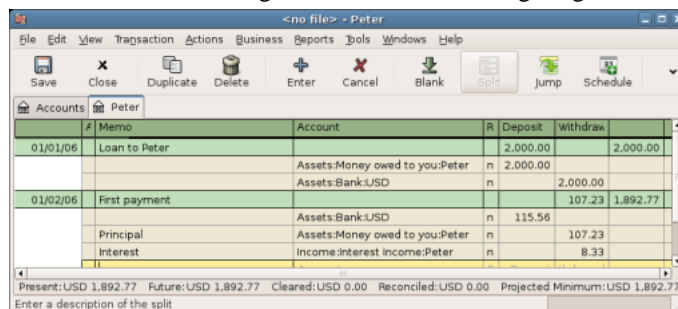 <no file> - Peter
File Edit View Transaction Actions Business Reports Tools Windows Help
Save Close Duplicate Delete Enter Cancel Blank Split Jump Schedule
Accounts Peter
Memo Account R Deposit Withdraw
01/01/06 Loan to Peter 2,000.00 2,000.00
Assets:Money owed to you:Peter n 2,000.00
Assets:Bank:USD n 2,000.00
01/02/06 First payment 107.23 1,892.77
Assets:Bank:USD n 115.56
Principal Assets:Money owed to you:Peter n 107.23
Interest Income:Interest Income:Peter n 8.33
Present:USD 1,892.77 Future:USD 1,892.77 Cleared:USD 0.00 Reconciled:USD 0.00 Projected Minimum:USD 1,892.77
Enter a description of the split